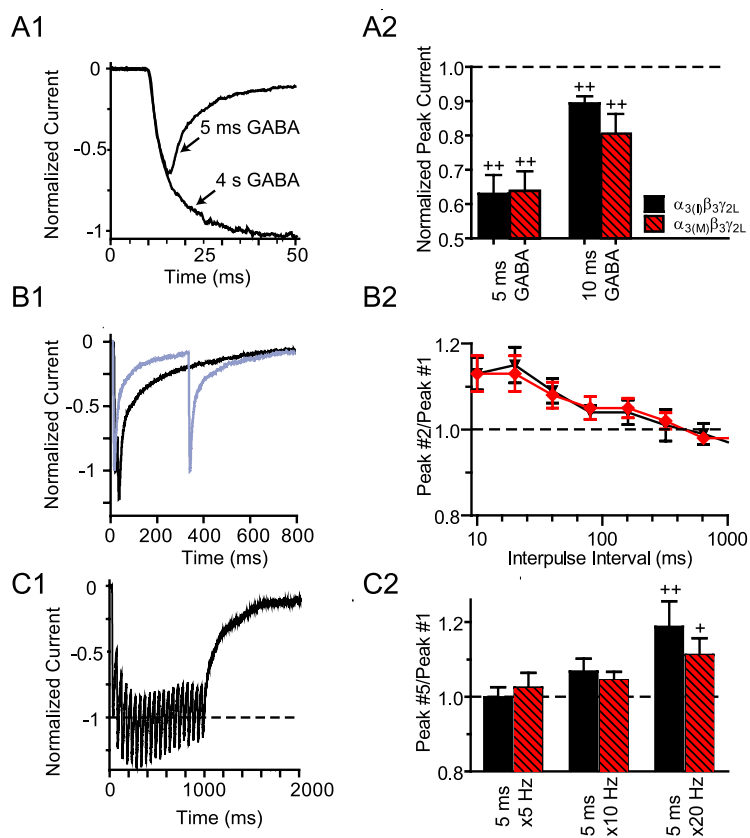 A1
Normalized Current
0
-0.5
-1
5 ms GABA
4 s GABA
0
25
50
Time (ms)
A2
Normalized Peak Current
1.0
0.9
0.8
0.7
0.6
0.5
++
++
++
++
5 ms
GABA
10 ms
GABA
α3(I)β3γ2L
α3(M)β3γ2L
B1
Normalized Current
0
-0.5
-1
0
200
400
600
800
Time (ms)
B2
Peak #2/Peak #1
1.2
1.0
0.8
10
100
1000
Interpulse Interval (ms)
C1
Normalized Current
0
-0.5
-1
0
1000
2000
Time (ms)
C2
Peak #5/Peak #1
1.2
1.0
0.8
++
+
5 ms
x5 Hz
5 ms
x10 Hz
5 ms
x20 Hz